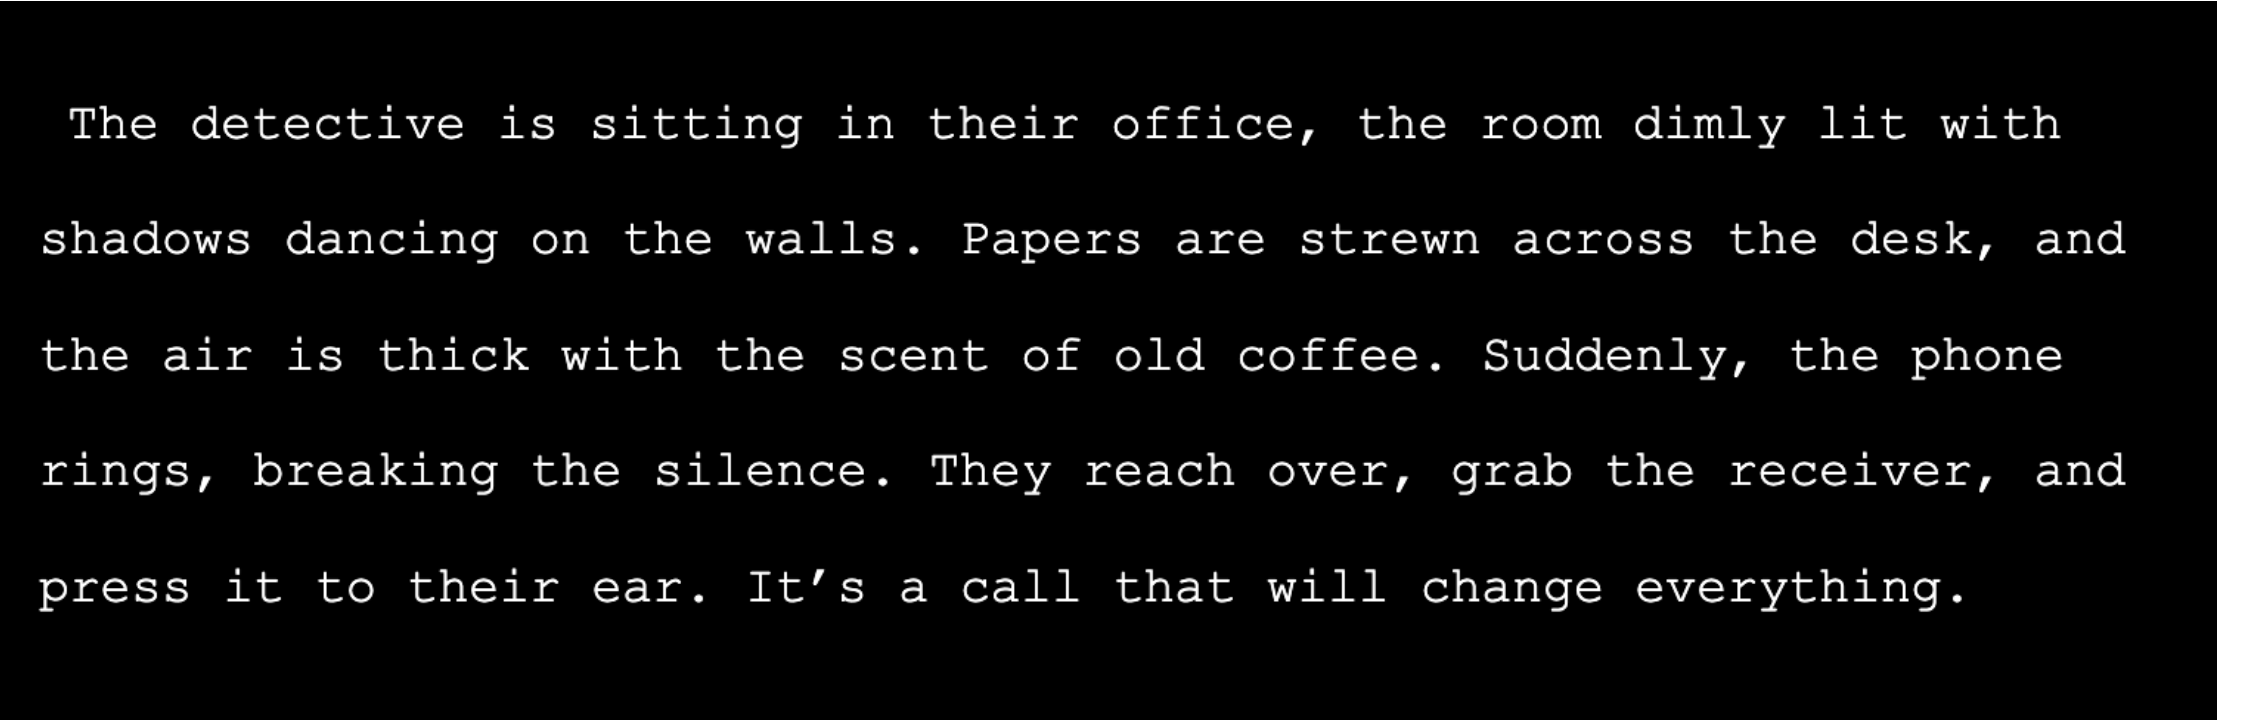 The detective is sitting in their office, the room dimly lit with
shadows dancing on the walls. Papers are strewn across the desk, and
the air is thick with the scent of old coffee. Suddenly, the phone
rings, breaking the silence. They reach over, grab the receiver, and
press it to their ear. It’s a call that will change everything.